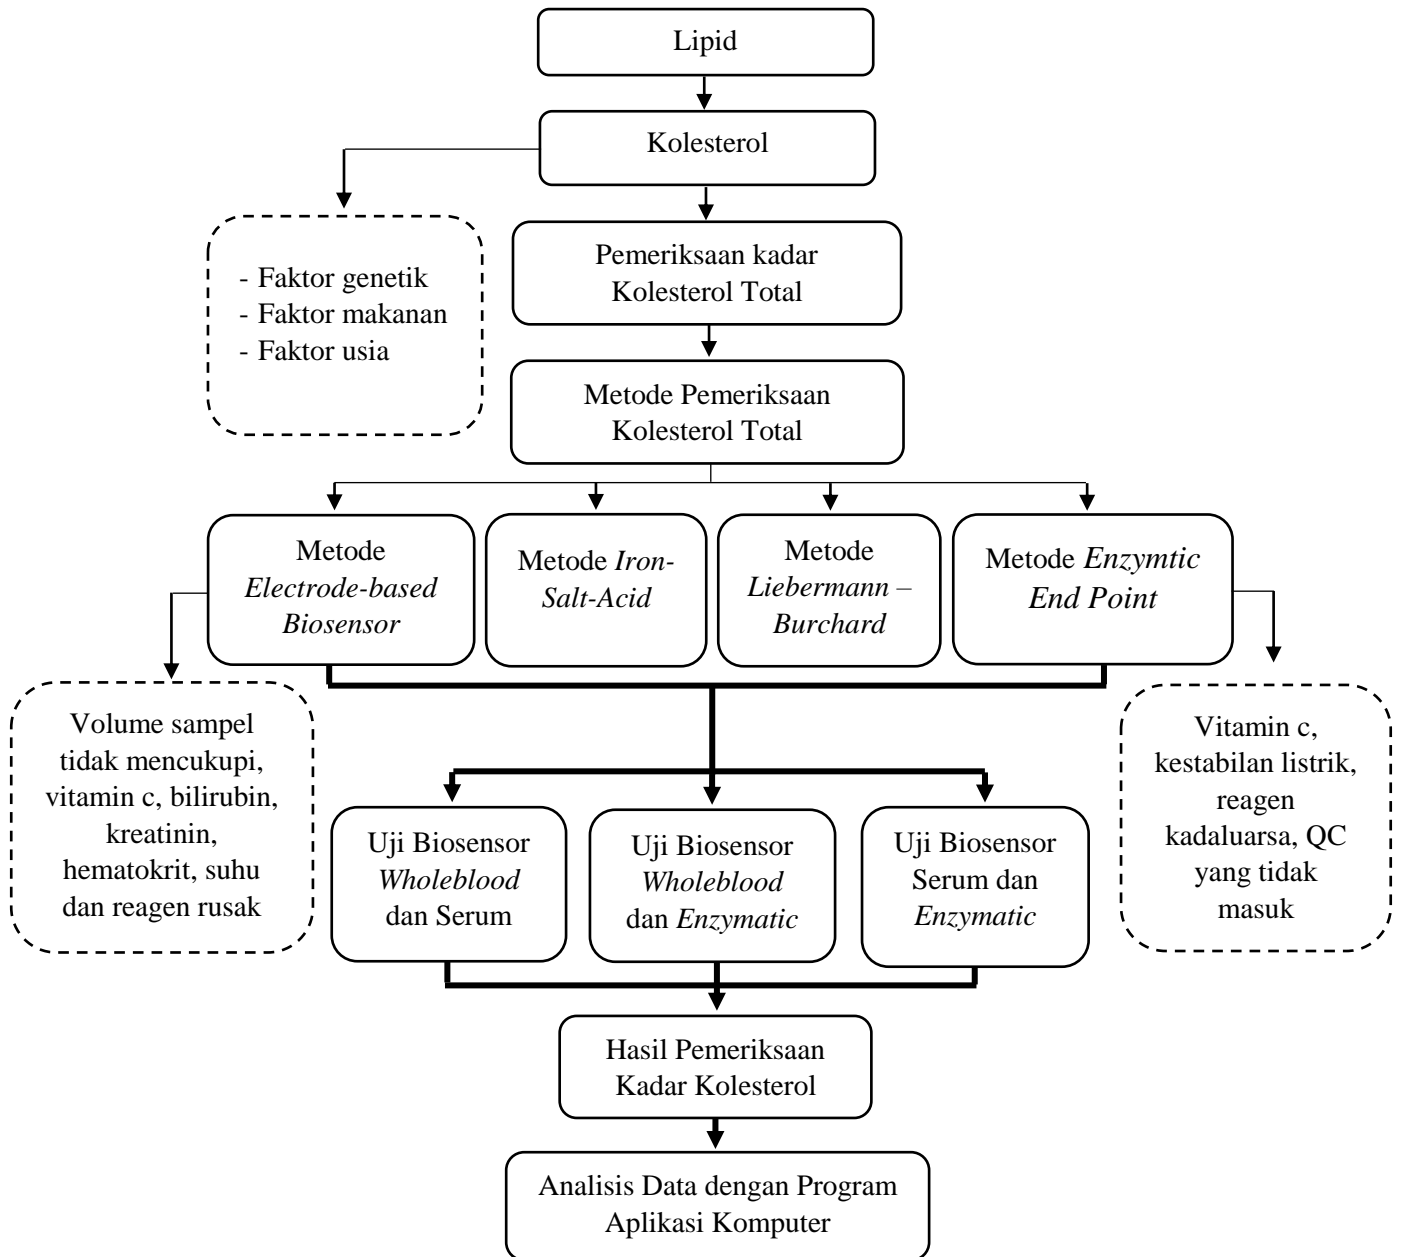 Lipid
Kolesterol
- Faktor genetik
- Faktor makanan
- Faktor usia
Pemeriksaan kadar
Kolesterol Total
Metode Pemeriksaan
Kolesterol Total
Metode
Electrode-based
Biosensor
Metode Iron-
Salt-Acid
Metode
Liebermann –
Burchard
Metode Enzymtic
End Point
Volume sampel
tidak mencukupi,
vitamin c, bilirubin,
kreatinin,
hematokrit, suhu
dan reagen rusak
Vitamin c,
kestabilan listrik,
reagen
kadaluarsa, QC
yang tidak
masuk
Uji Biosensor
Wholeblood
dan Serum
Uji Biosensor
Wholeblood
dan Enzymatic
Uji Biosensor
Serum dan
Enzymatic
Hasil Pemeriksaan
Kadar Kolesterol
Analisis Data dengan Program
Aplikasi Komputer